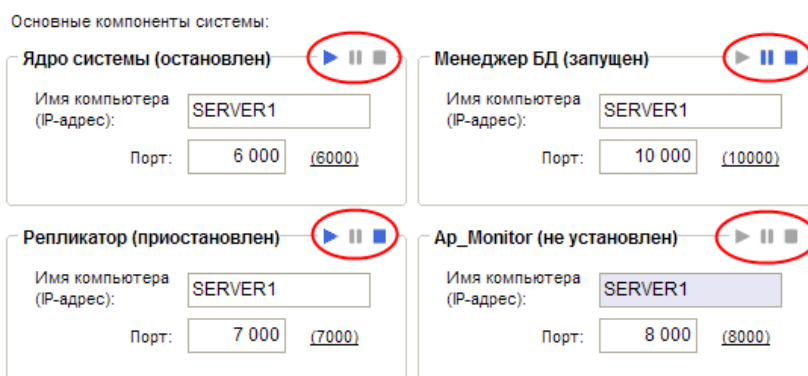 Основные компоненты системы:
Ядро системы (остановлен)
Имя компьютера
(IP-адрес):
SERVER1
Порт:
6 000
(6000)
Менеджер БД (запущен)
Имя компьютера
(IP-адрес):
SERVER1
Порт:
10 000
(10000)
Репликатор (приостановлен)
Имя компьютера
(IP-адрес):
SERVER1
Порт:
7 000
(7000)
Ap_Monitor (не установлен)
Имя компьютера
(IP-адрес):
SERVER1
Порт:
8 000
(8000)